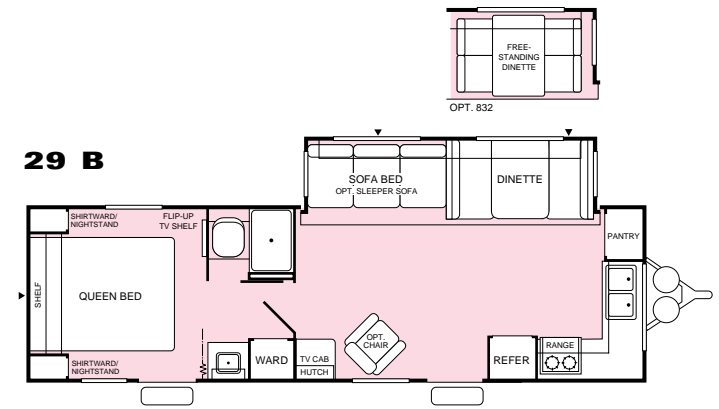 FREE-
STANDING
DINETTE
OPT. 832
29 B
SOFA BED
OPT. SLEEPER SOFA
DINETTE
SHIRTWARD/
NIGHTSTAND
FLIP-UP
TV SHELF
PANTRY
SHELF
QUEEN BED
OPT.
CHAIR
RANGE
SHIRTWARD/
NIGHTSTAND
WARD
TV CAB
HUTCH
REFER